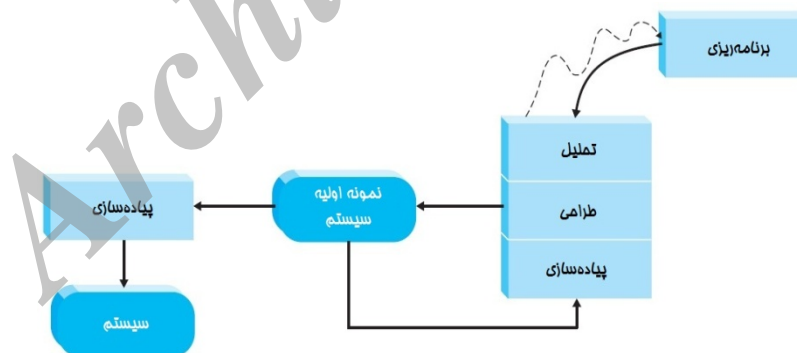 برنامه‌ریزی
تحلیل
طراحی
پیاده‌سازی
نمونه اولیه
سیستم
پیاده‌سازی
سیستم